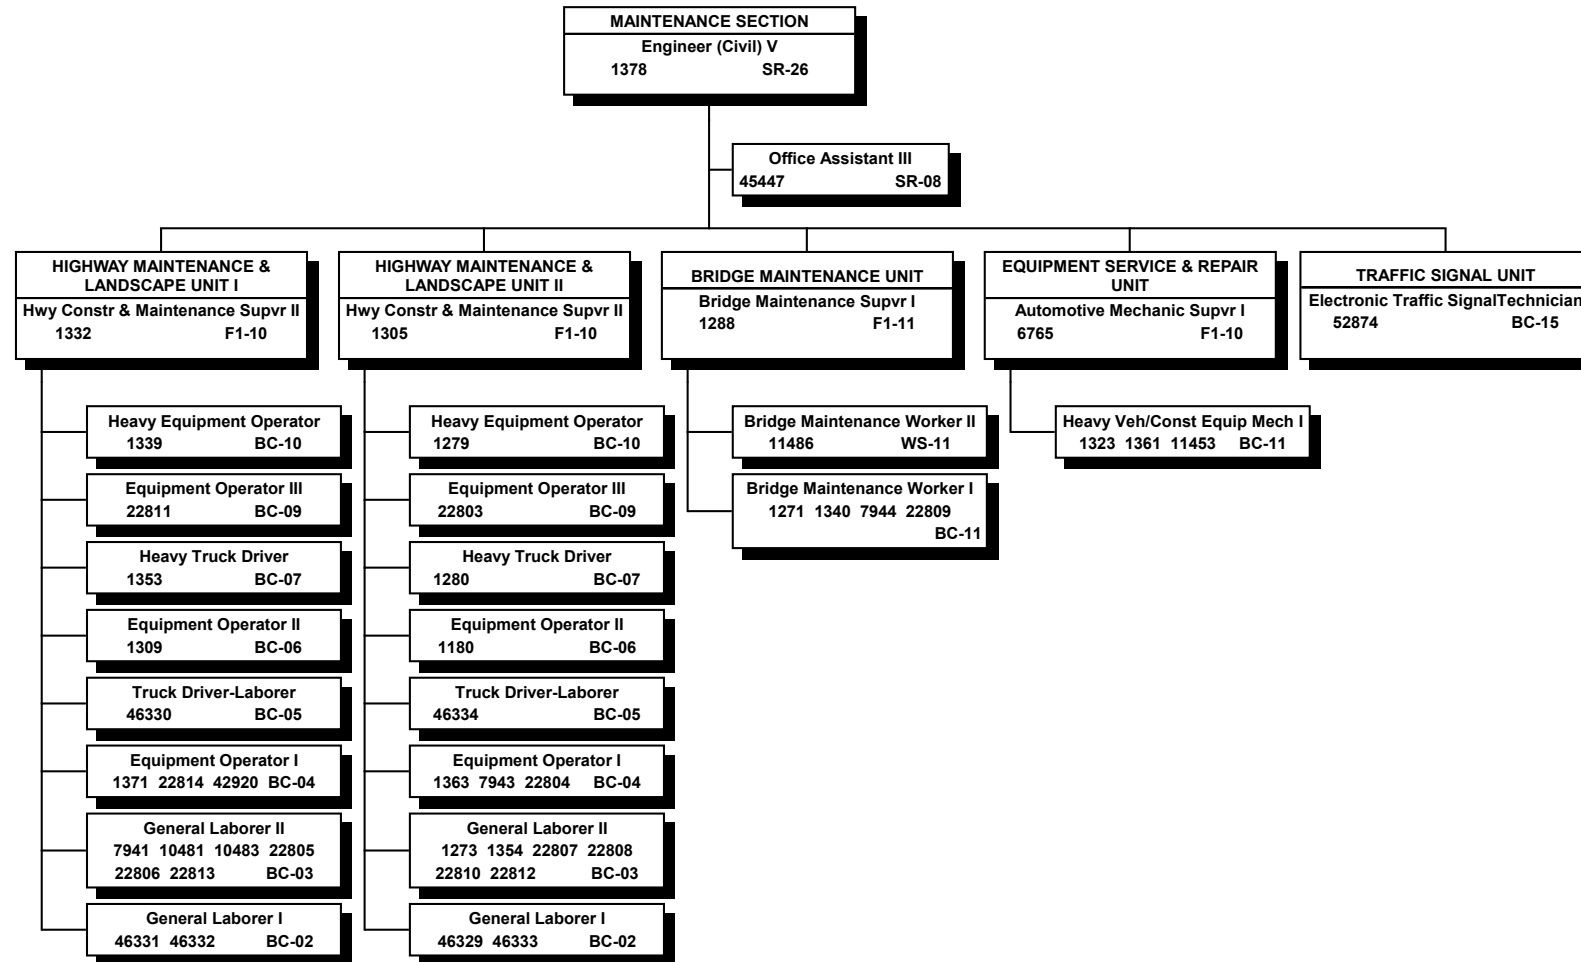 MAINTENANCE SECTION
Engineer (Civil) V
1378 SR-26
Office Assistant III
45447 SR-08
HIGHWAY MAINTENANCE &
LANDSCAPE UNIT I
Hwy Constr & Maintenance Supvr II
1332 F1-10
Heavy Equipment Operator
1339 BC-10
Equipment Operator III
22811 BC-09
Heavy Truck Driver
1353 BC-07
Equipment Operator II
1309 BC-06
Truck Driver-Laborer
46330 BC-05
Equipment Operator I
1371 22814 42920 BC-04
General Laborer II
7941 10481 10483 22805
22806 22813 BC-03
General Laborer I
46331 46332 BC-02
HIGHWAY MAINTENANCE &
LANDSCAPE UNIT II
Hwy Constr & Maintenance Supvr II
1305 F1-10
Heavy Equipment Operator
1279 BC-10
Equipment Operator III
22803 BC-09
Heavy Truck Driver
1280 BC-07
Equipment Operator II
1180 BC-06
Truck Driver-Laborer
46334 BC-05
Equipment Operator I
1363 7943 22804 BC-04
General Laborer II
1273 1354 22807 22808
22810 22812 BC-03
General Laborer I
46329 46333 BC-02
BRIDGE MAINTENANCE UNIT
Bridge Maintenance Supvr I
1288 F1-11
Bridge Maintenance Worker II
11486 WS-11
Bridge Maintenance Worker I
1271 1340 7944 22809
BC-11
EQUIPMENT SERVICE & REPAIR
UNIT
Automotive Mechanic Supvr I
6765 F1-10
Heavy Veh/Const Equip Mech I
1323 1361 11453 BC-11
TRAFFIC SIGNAL UNIT
Electronic Traffic SignalTechnician
52874 BC-15